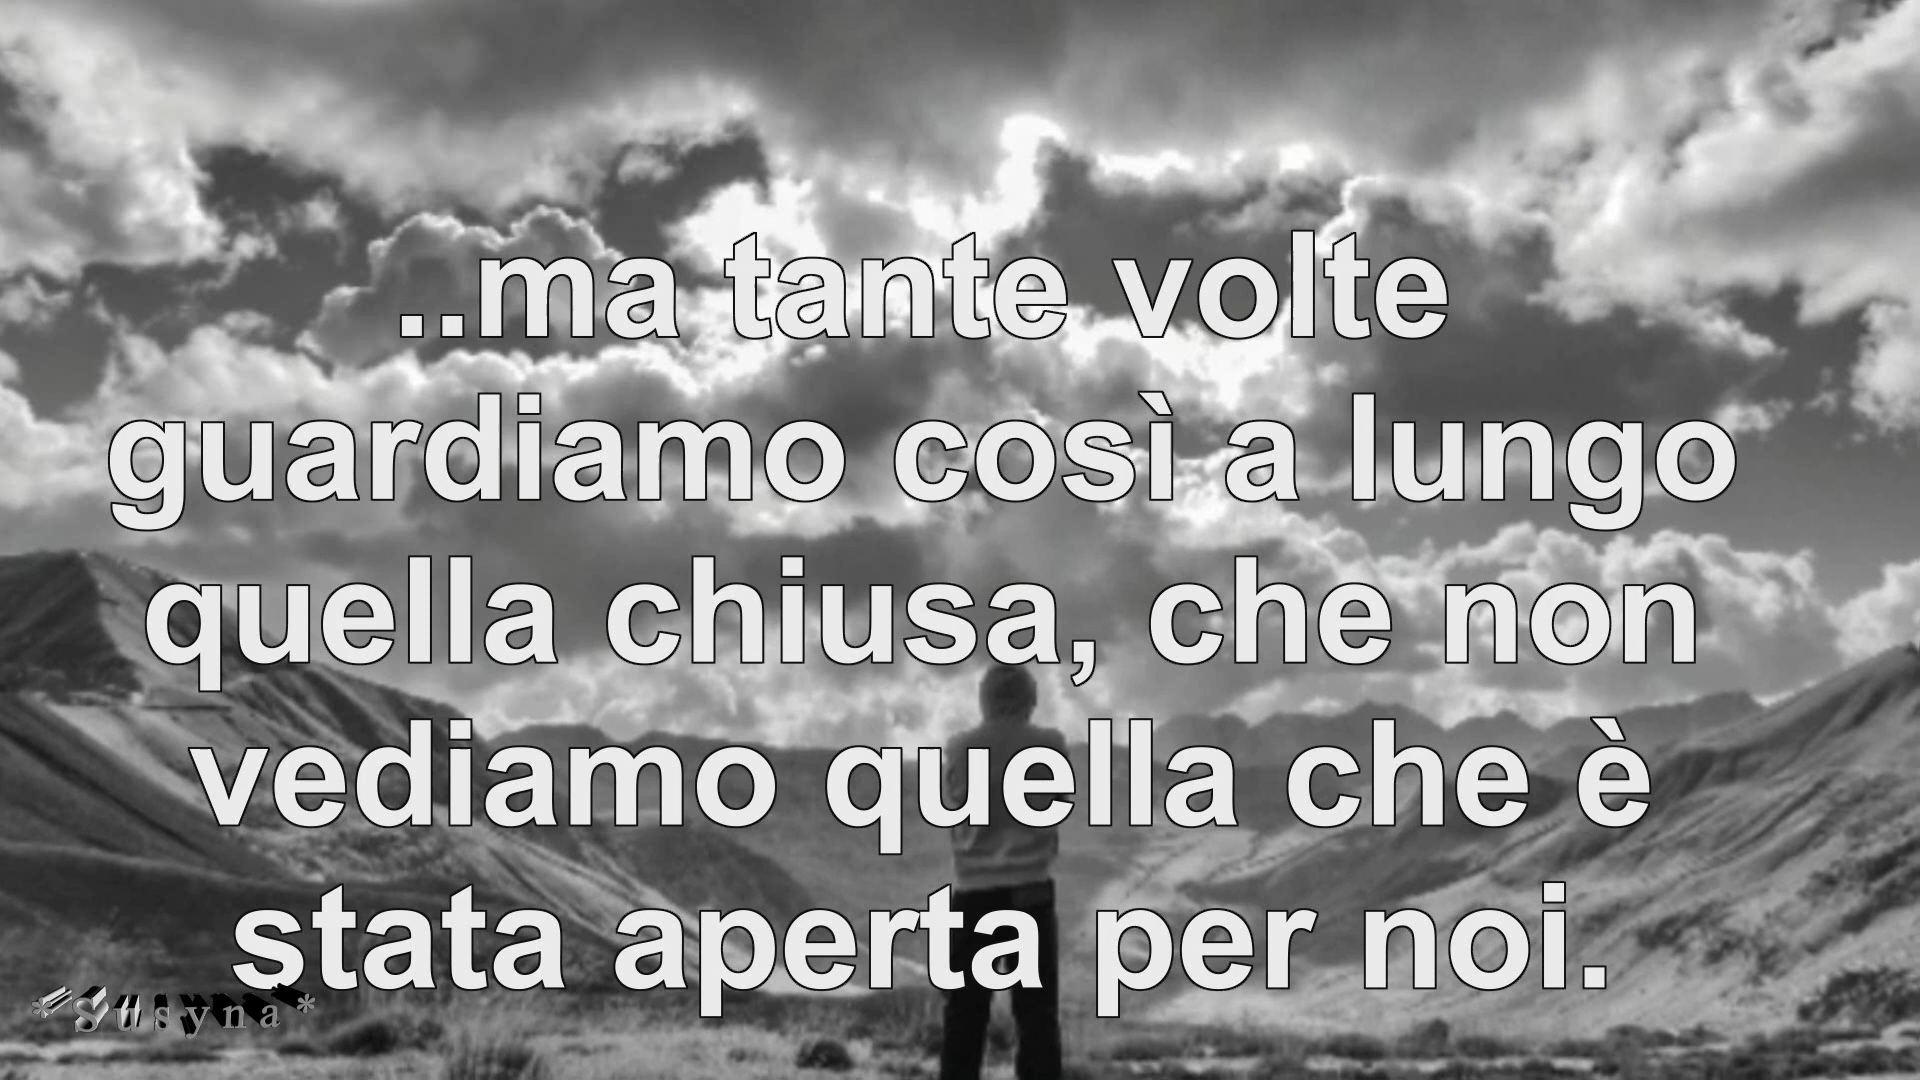 ..ma tante volte
guardiamo così a lungo
quella chiusa, che non
vediamo quella che è
stata aperta per noi.
*Susyna*